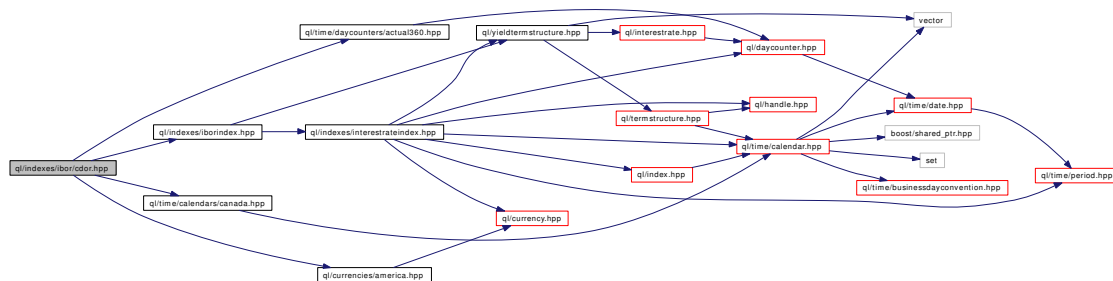 ql/time/daycounters/actual360.hpp
ql/yieldtermstructure.hpp
ql/interestrate.hpp
vector
ql/daycounter.hpp
ql/handle.hpp
ql/time/date.hpp
ql/termstructure.hpp
ql/indexes/iborindex.hpp
ql/indexes/interestrateindex.hpp
boost/shared_ptr.hpp
ql/time/calendar.hpp
set
ql/indexes/ibor/cdor.hpp
ql/index.hpp
ql/time/period.hpp
ql/time/businessdayconvention.hpp
ql/time/calendars/canada.hpp
ql/currency.hpp
ql/currencies/america.hpp